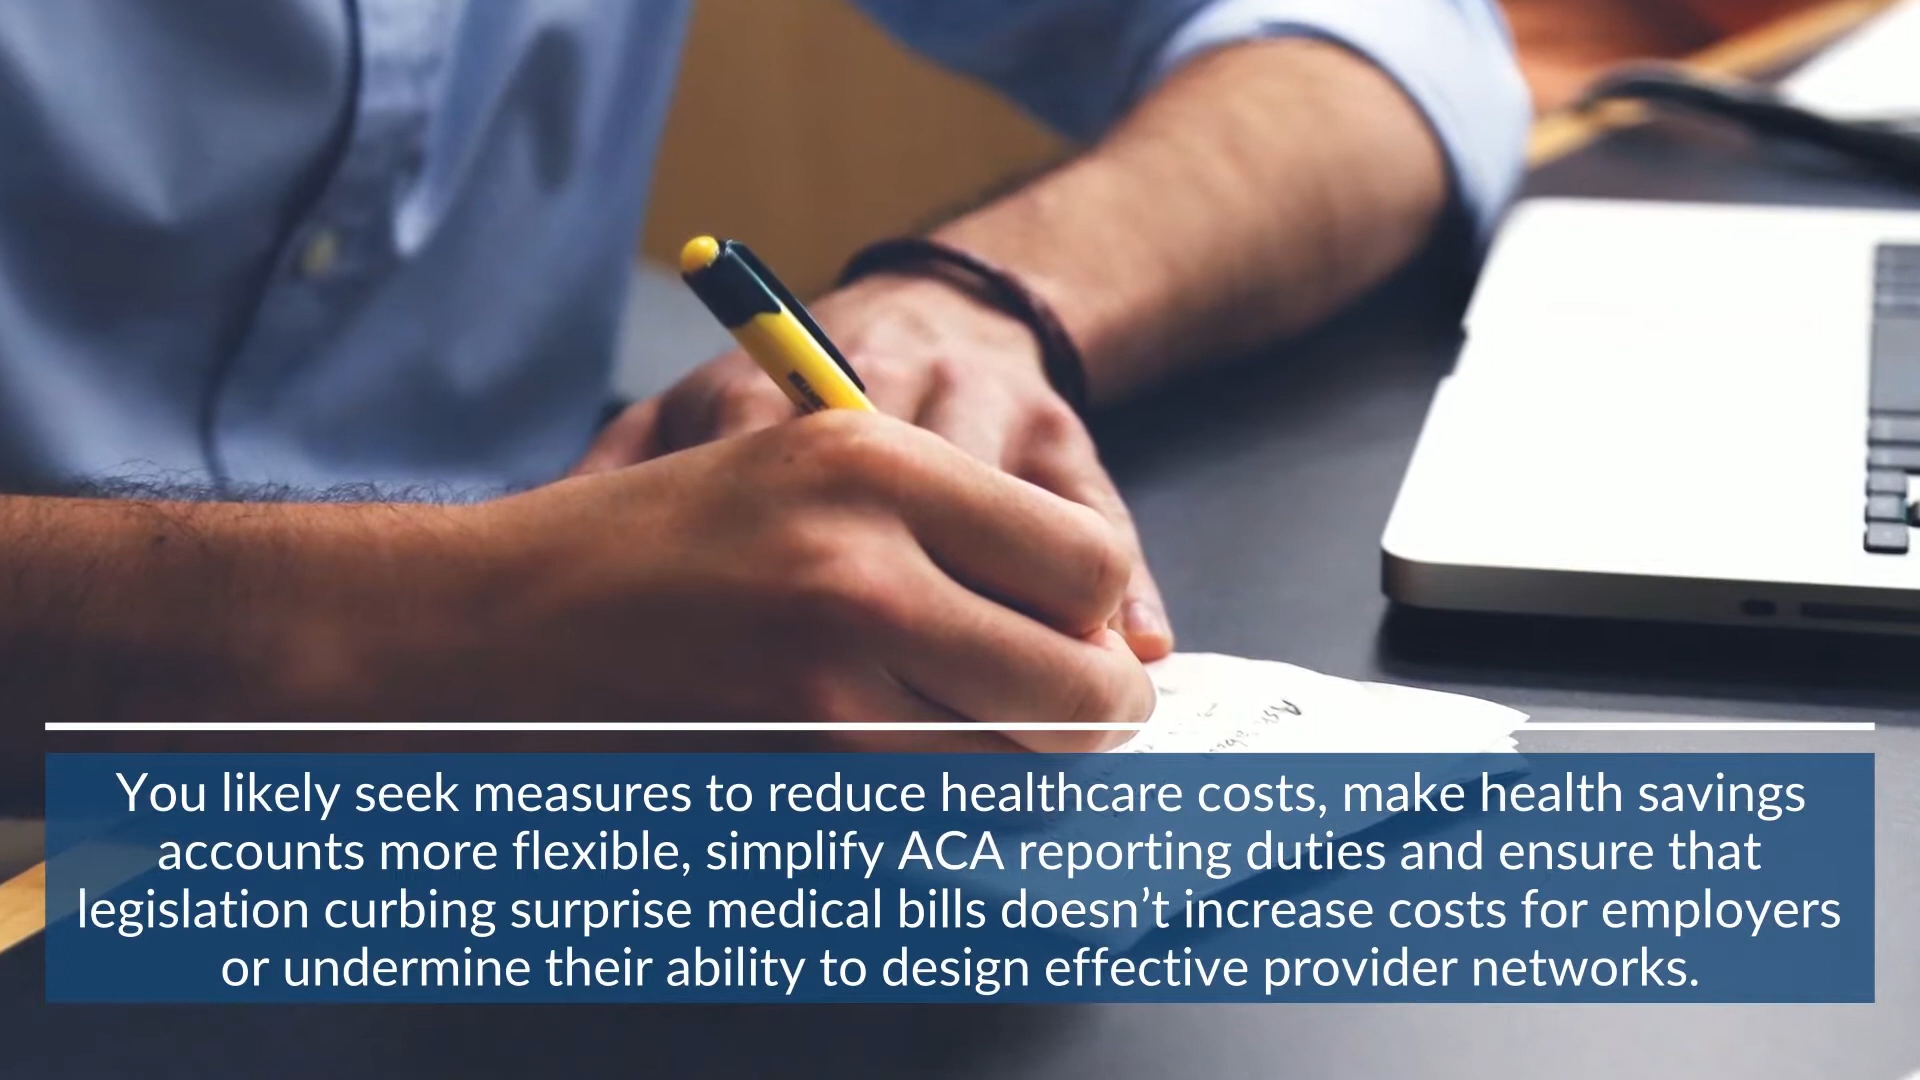 You likely seek measures to reduce healthcare costs, make health savings
accounts more flexible, simplify ACA reporting duties and ensure that
legislation curbing surprise medical bills doesn’t increase costs for employers
or undermine their ability to design effective provider networks.